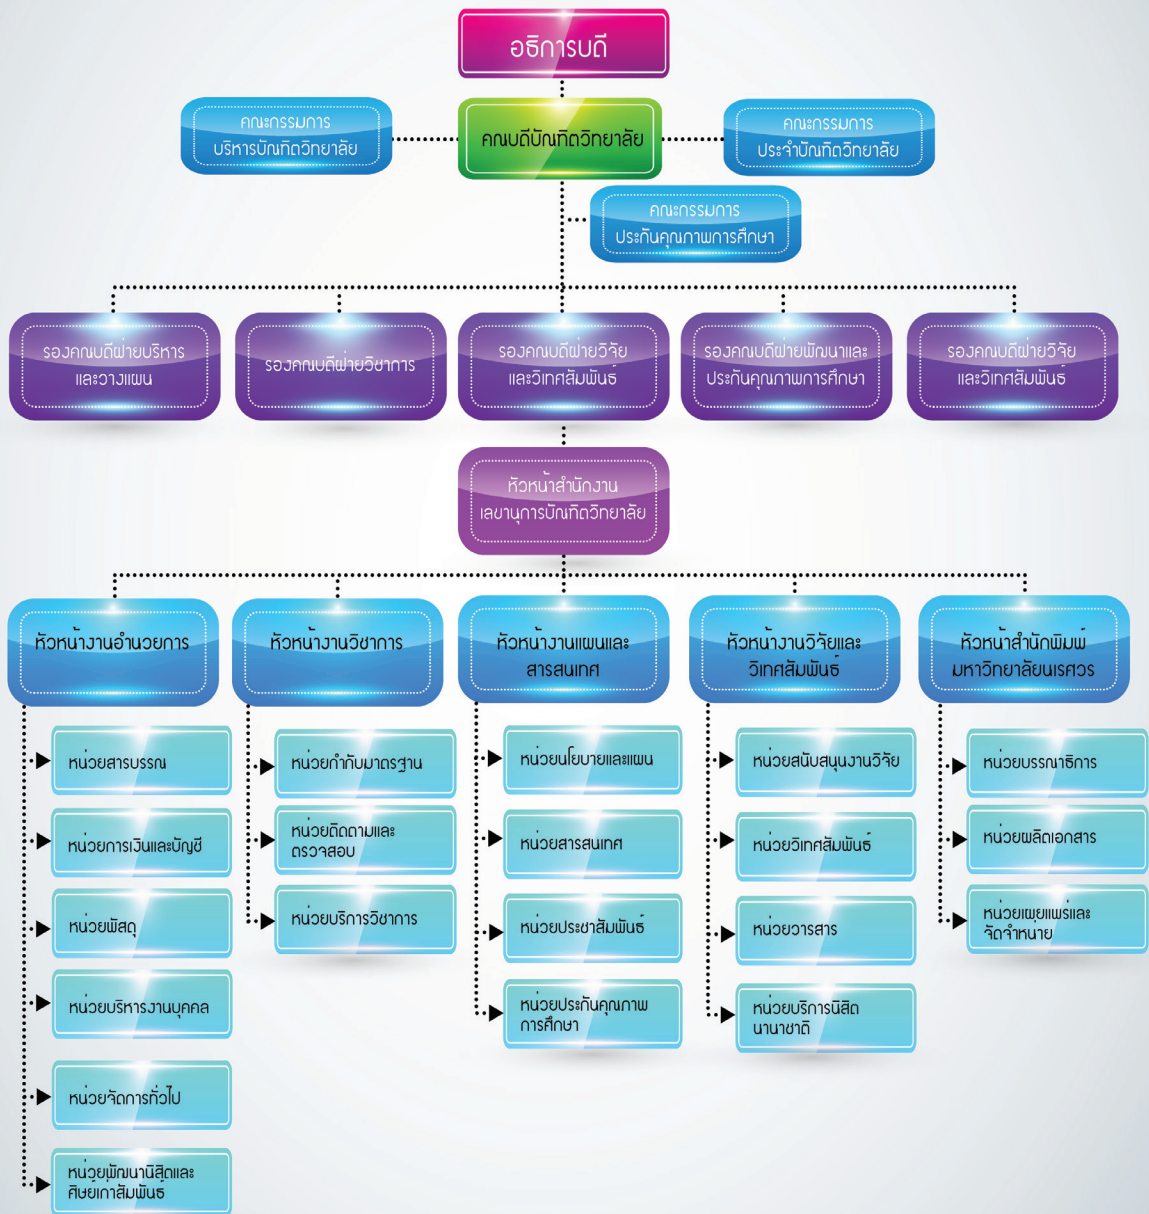 อธิการบดี
คณะกรรมการ
บริหารบัณฑิตวิทยาลัย
คณบดีบัณฑิตวิทยาลัย
คณะกรรมการ
ประจำบัณฑิตวิทยาลัย
คณะกรรมการ
ประกันคุณภาพการศึกษา
รองคณบดีฝ่ายบริหาร
และวางแผน
รองคณบดีฝ่ายวิชาการ
รองคณบดีฝ่ายวิจัย
และวิเทศสัมพันธ์
รองคณบดีฝ่ายพัฒนาและ
ประกันคุณภาพการศึกษา
รองคณบดีฝ่ายวิจัย
และวิเทศสัมพันธ์
หัวหน้าสำนักงาน
เลขานุการบัณฑิตวิทยาลัย
หัวหน้างานอำนวยการ
หัวหน้างานวิชาการ
หัวหน้างานแผนและ
สารสนเทศ
หัวหน้างานวิจัยและ
วิเทศสัมพันธ์
หัวหน้าสำนักพิมพ์
มหาวิทยาลัยนเรศวร
หน่วยสารบรรณ
หน่วยการเงินและบัญชี
หน่วยพัสดุ
หน่วยบริหารงานบุคคล
หน่วยจัดการทั่วไป
หน่วยพัฒนานิสิตและ
ศิษย์เก่าสัมพันธ์
หน่วยกำกับมาตรฐาน
หน่วยติดตามและ
ตรวจสอบ
หน่วยบริการวิชาการ
หน่วยนโยบายและแผน
หน่วยสารสนเทศ
หน่วยประชาสัมพันธ์
หน่วยประกันคุณภาพ
การศึกษา
หน่วยสนับสนุนงานวิจัย
หน่วยวิเทศสัมพันธ์
หน่วยวารสาร
หน่วยบริการนิสิต
นานาชาติ
หน่วยบรรณาธิการ
หน่วยผลิตเอกสาร
หน่วยเผยแพร่และ
จัดจำหน่าย